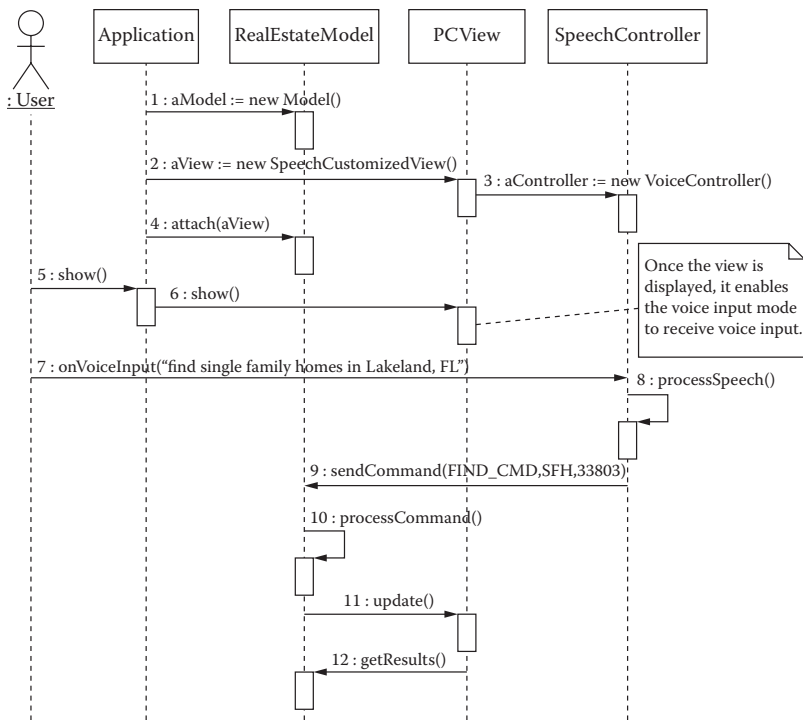 Application
RealEstateModel
PCView
SpeechController
: User
1 : aModel := new Model()
2 : aView := new SpeechCustomizedView()
3 : aController := new VoiceController()
4 : attach(aView)
5 : show()
6 : show()
Once the view is
displayed, it enables
the voice input mode
to receive voice input.
7 : onVoiceInput(“find single family homes in Lakeland, FL”)
8 : processSpeech()
9 : sendCommand(FIND_CMD,SFH,33803)
10 : processCommand()
11 : update()
12 : getResults()